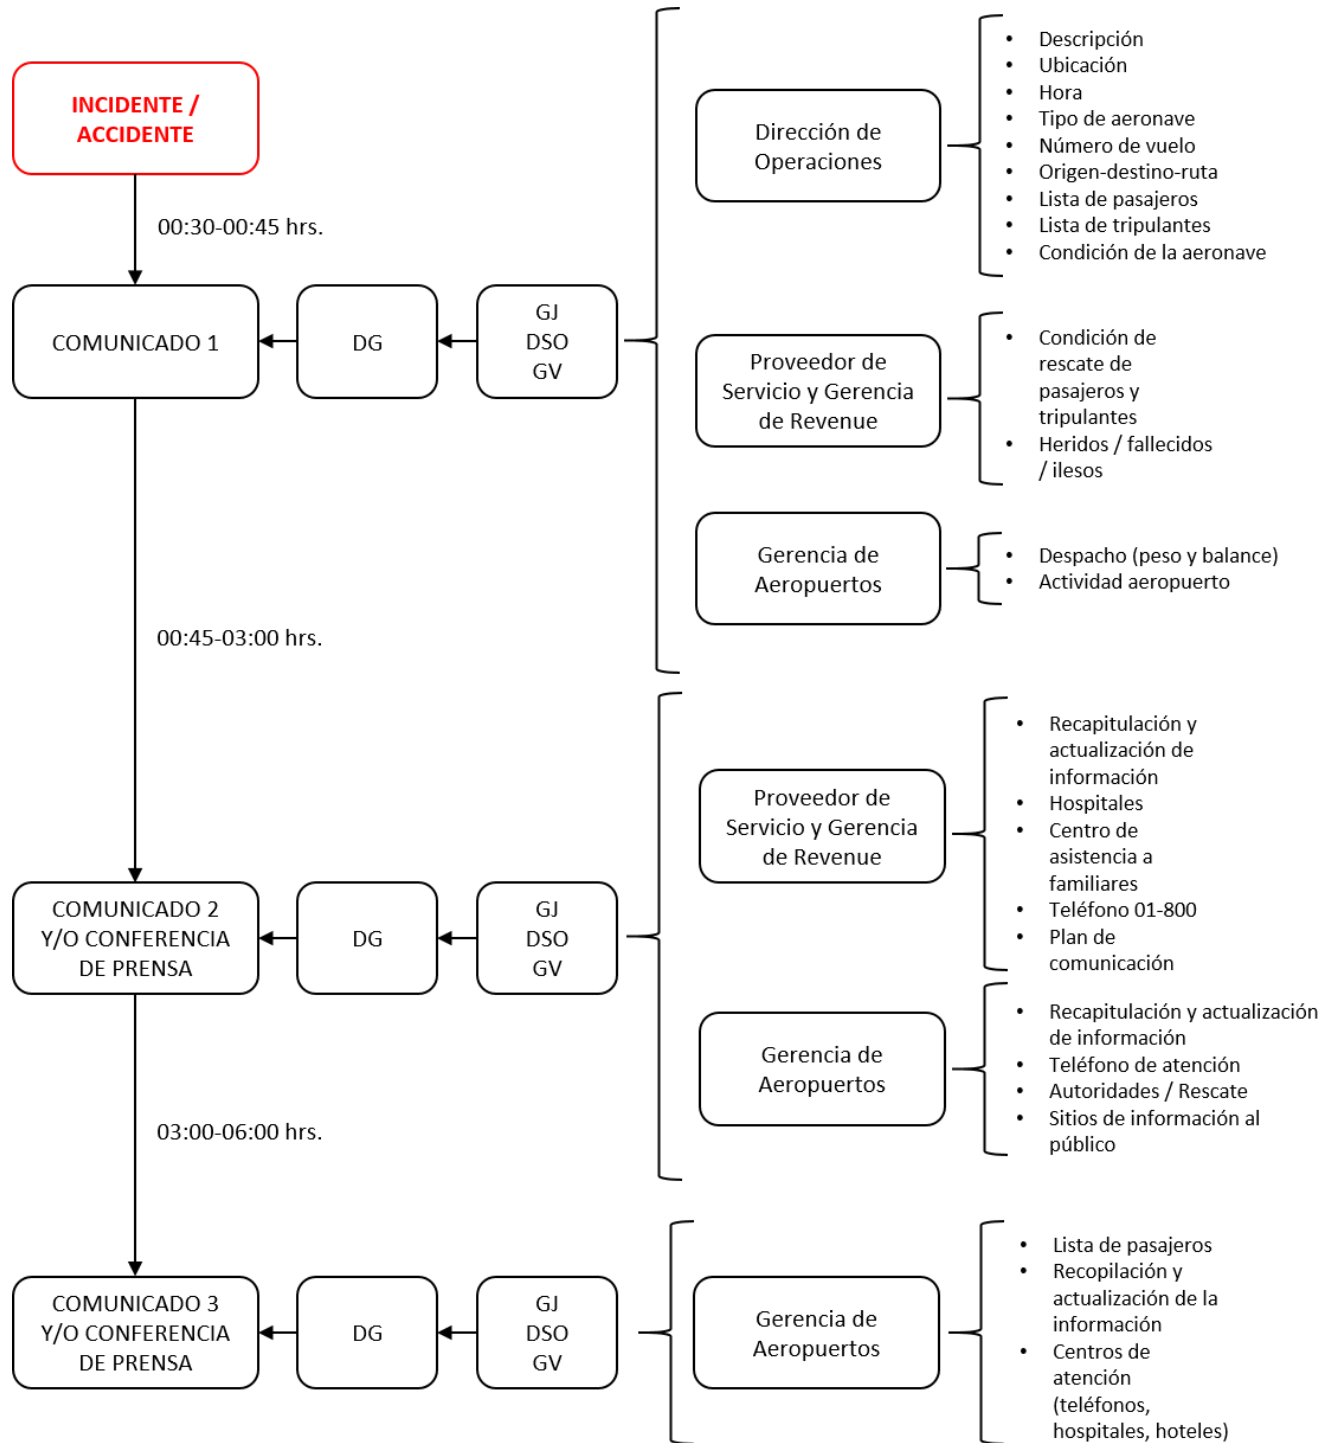 INCIDENTE /
ACCIDENTE
00:30-00:45 hrs.
COMUNICADO 1
DG
GJ
DSO
GV
Dirección de
Operaciones
• Descripción
• Ubicación
• Hora
• Tipo de aeronave
• Número de vuelo
• Origen-destino-ruta
• Lista de pasajeros
• Lista de tripulantes
• Condición de la aeronave
Proveedor de
Servicio y Gerencia
de Revenue
• Condición de
rescate de
pasajeros y
tripulantes
• Heridos / fallecidos
/ ilesos
Gerencia de
Aeropuertos
• Despacho (peso y balance)
• Actividad aeropuerto
00:45-03:00 hrs.
COMUNICADO 2
Y/O CONFERENCIA
DE PRENSA
DG
GJ
DSO
GV
Proveedor de
Servicio y Gerencia
de Revenue
• Recapitulación y
actualización de
información
• Hospitales
• Centro de
asistencia a
familiares
• Teléfono 01-800
• Plan de
comunicación
Gerencia de
Aeropuertos
• Recapitulación y actualización
de información
• Teléfono de atención
• Autoridades / Rescate
• Sitios de información al
público
03:00-06:00 hrs.
COMUNICADO 3
Y/O CONFERENCIA
DE PRENSA
DG
GJ
DSO
GV
Gerencia de
Aeropuertos
• Lista de pasajeros
• Recopilación y
actualización de la
información
• Centros de
atención
(teléfonos,
hospitales, hoteles)